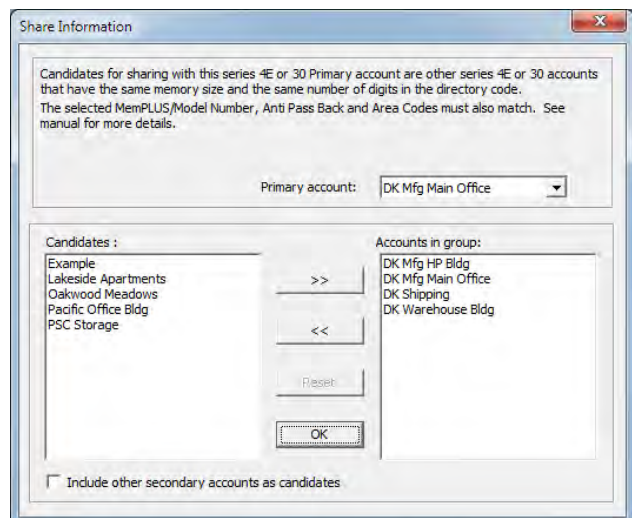 Share Information
Candidates for sharing with this series 4E or 30 Primary account are other series 4E or 30 accounts
that have the same memory size and the same number of digits in the directory code.
The selected MemPLUS/Model Number, Anti Pass Back and Area Codes must also match. See
manual for more details.
Primary account: DK Mfg Main Office
Candidates :
Example
Lakeside Apartments
Oakwood Meadows
Pacific Office Bldg
PSC Storage
>>
<<
Reset
OK
Accounts in group:
DK Mfg HP Bldg
DK Mfg Main Office
DK Shipping
DK Warehouse Bldg
Include other secondary accounts as candidates